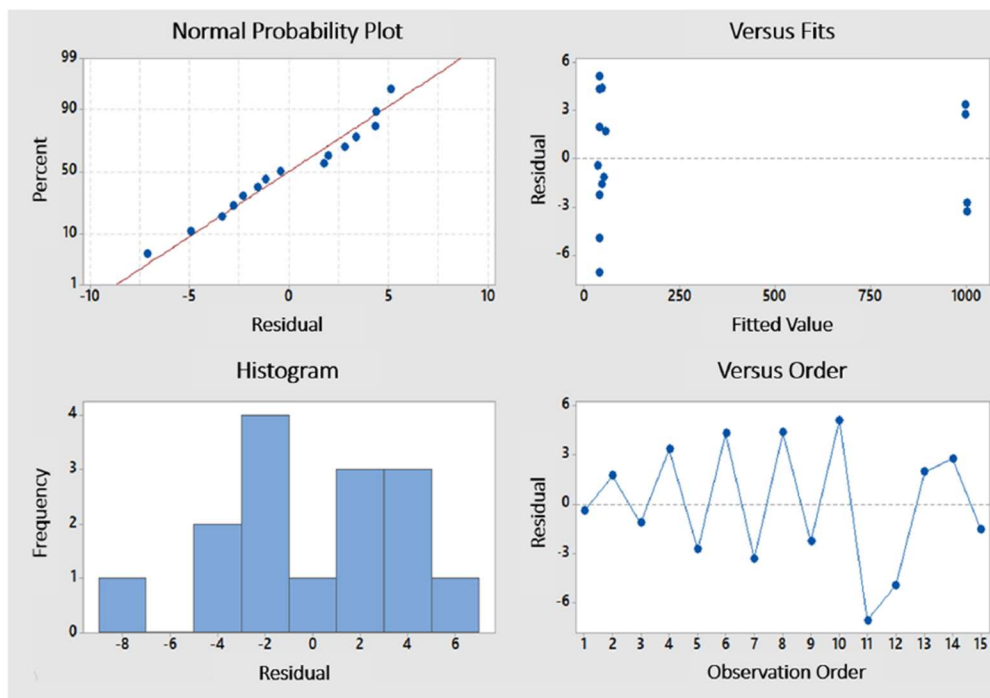 Normal Probability Plot
99
90
50
10
1
Percent
-10 -5 0 5 10
Residual
Versus Fits
6
3
0
-3
-6
Residual
0 250 500 750 1000
Fitted Value
Histogram
4
3
2
1
0
Frequency
-8 -6 -4 -2 0 2 4 6
Residual
Versus Order
6
3
0
-3
-6
Residual
1 2 3 4 5 6 7 8 9 10 11 12 13 14 15
Observation Order